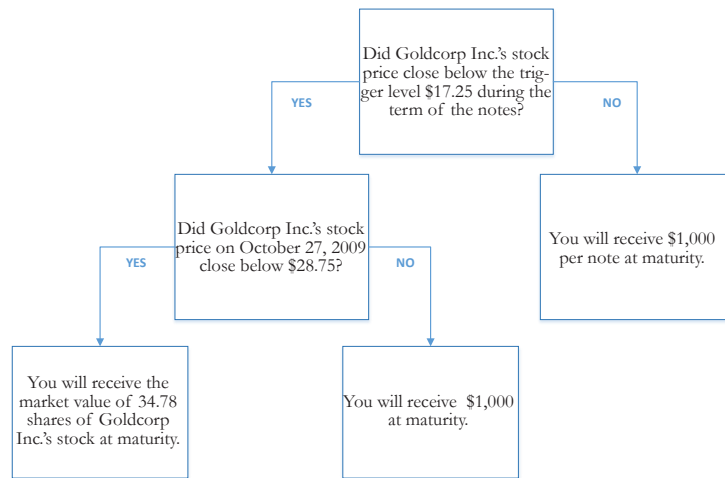 Did Goldcorp Inc.'s stock
price close below the trig-
ger level $17.25 during the
term of the notes?
YES
NO
Did Goldcorp Inc.'s stock
price on October 27, 2009
close below $28.75?
You will receive $1,000
per note at maturity.
YES
NO
You will receive the
market value of 34.78
shares of Goldcorp
Inc.'s stock at maturity.
You will receive $1,000
at maturity.